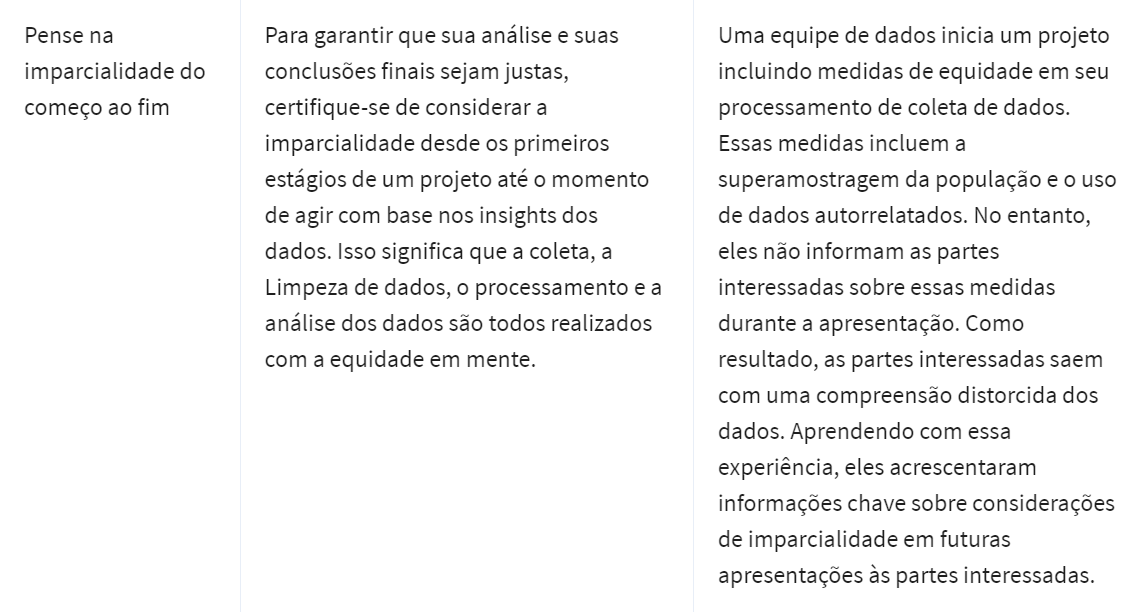 Pense na
imparcialidade do
começo ao fim
Para garantir que sua análise e suas
conclusões finais sejam justas,
certifique-se de considerar a
imparcialidade desde os primeiros
estágios de um projeto até o momento
de agir com base nos insights dos
dados. Isso significa que a coleta, a
Limpeza de dados, o processamento e a
análise dos dados são todos realizados
com a equidade em mente.
Uma equipe de dados inicia um projeto
incluindo medidas de equidade em seu
processamento de coleta de dados.
Essas medidas incluem a
superamostragem da população e o uso
de dados autorrelatados. No entanto,
eles não informam as partes
interessadas sobre essas medidas
durante a apresentação. Como
resultado, as partes interessadas saem
com uma compreensão distorcida dos
dados. Aprendendo com essa
experiência, eles acrescentaram
informações chave sobre considerações
de imparcialidade em futuras
apresentações às partes interessadas.